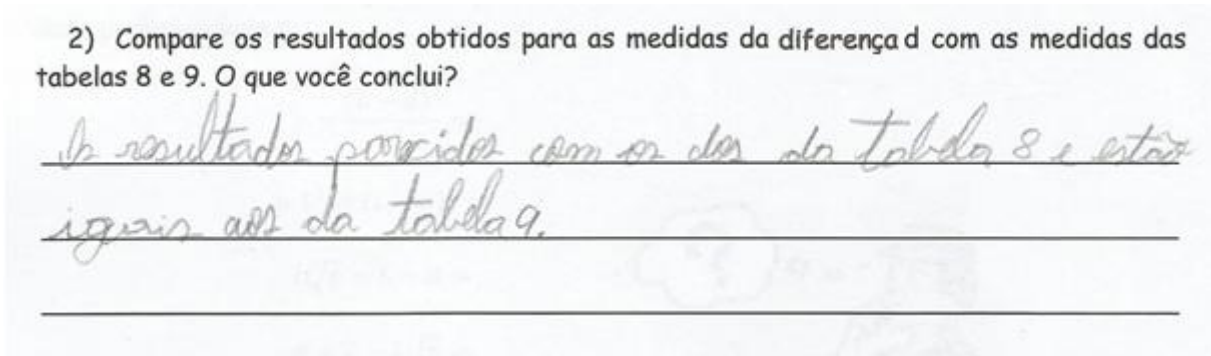 2) Compare os resultados obtidos para as medidas da diferença d com as medidas das
tabelas 8 e 9. O que você conclui?
Os resultados parecidos com os das da tabela 8 e estão
iguais aos da tabela 9.